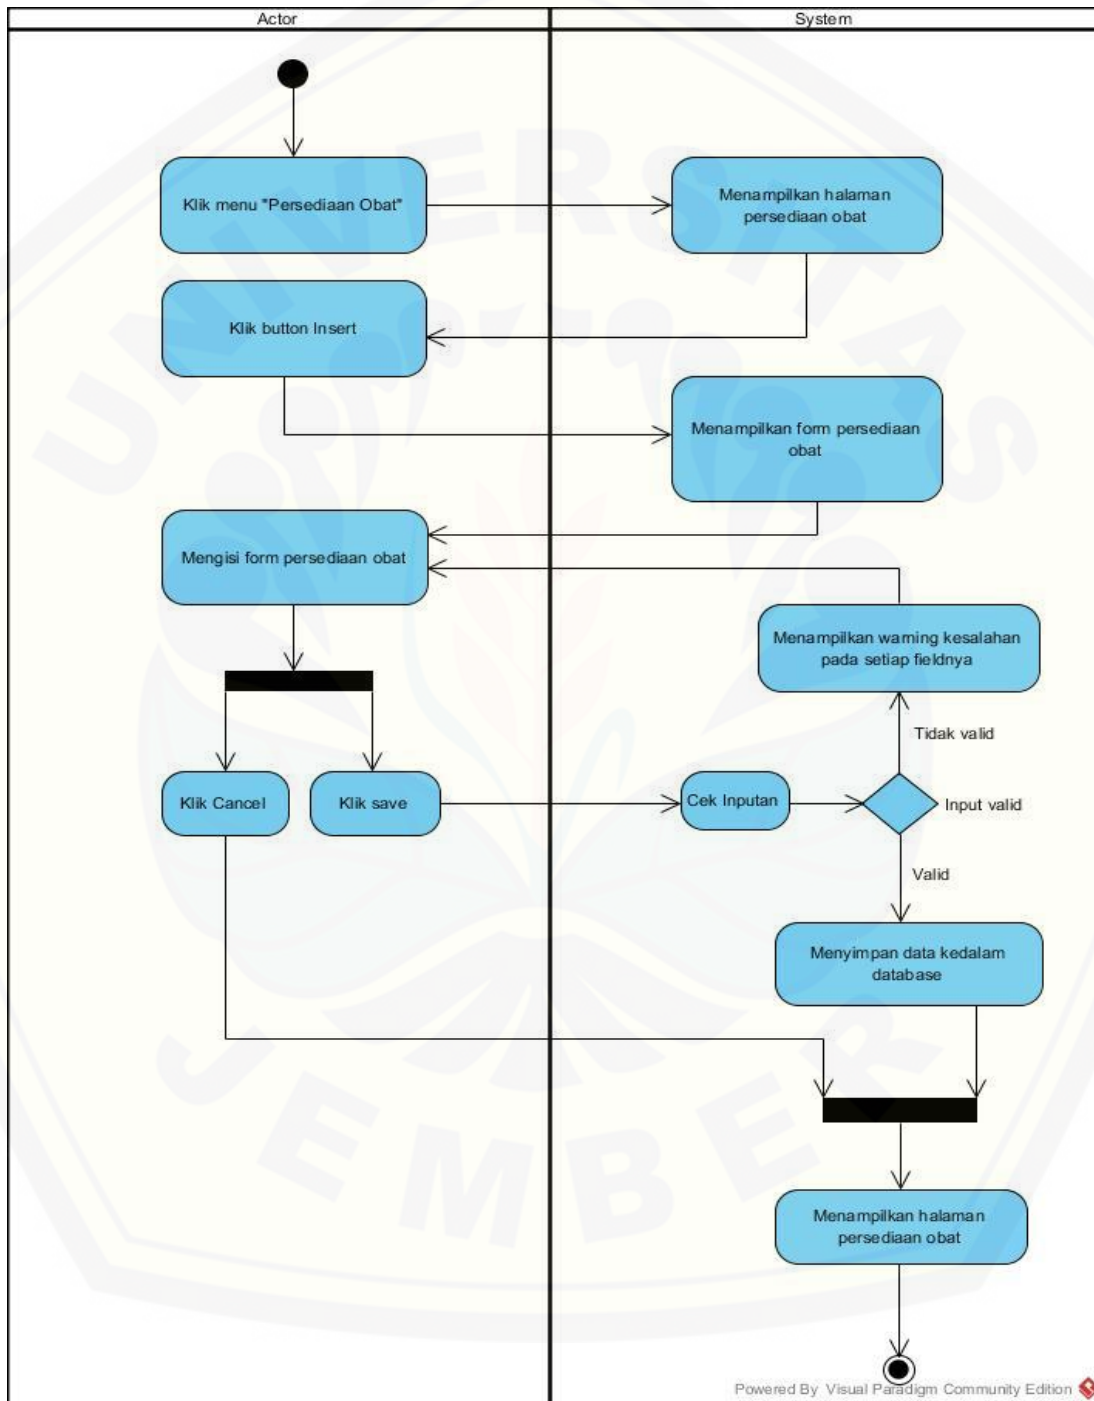 Actor
System
Klik menu "Persediaan Obat"
Menampilkan halaman
persediaan obat
Klik button Insert
Menampilkan form persediaan
obat
Mengisi form persediaan obat
Menampilkan warning kesalahan
pada setiap fieldnya
Tidak valid
Klik Cancel
Klik save
Cek Inputan
Input valid
Valid
Menyimpan data kedalam
database
Menampilkan halaman
persediaan obat
UNIVERSITAS
JEMBER
Powered By Visual Paradigm Community Edition